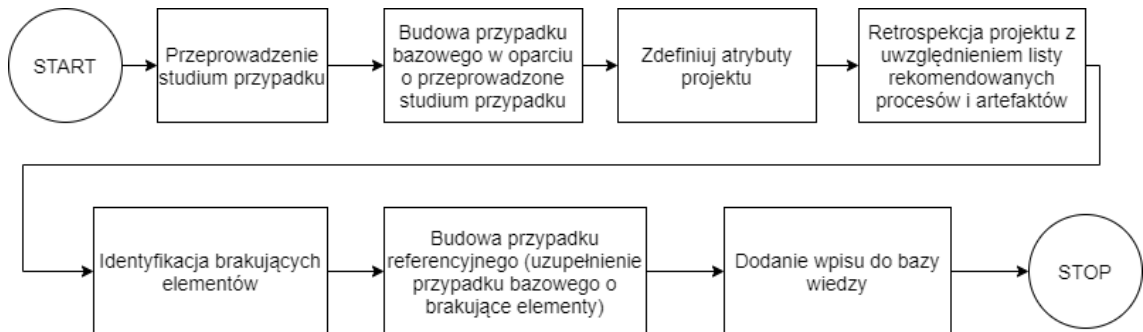 START
Przeprowadzenie
studium przypadku
Budowa przypadku
bazowego w oparciu
o przeprowadzone
studium przypadku
Zdefiniuj atrybuty
projektu
Retrospekcja projektu z
uwzględnieniem listy
rekomendowanych
procesów i artefaktów
Identyfikacja brakujących
elementów
Budowa przypadku
referencyjnego (uzupełnienie
przypadku bazowego o
brakujące elementy)
Dodanie wpisu do bazy
wiedzy
STOP